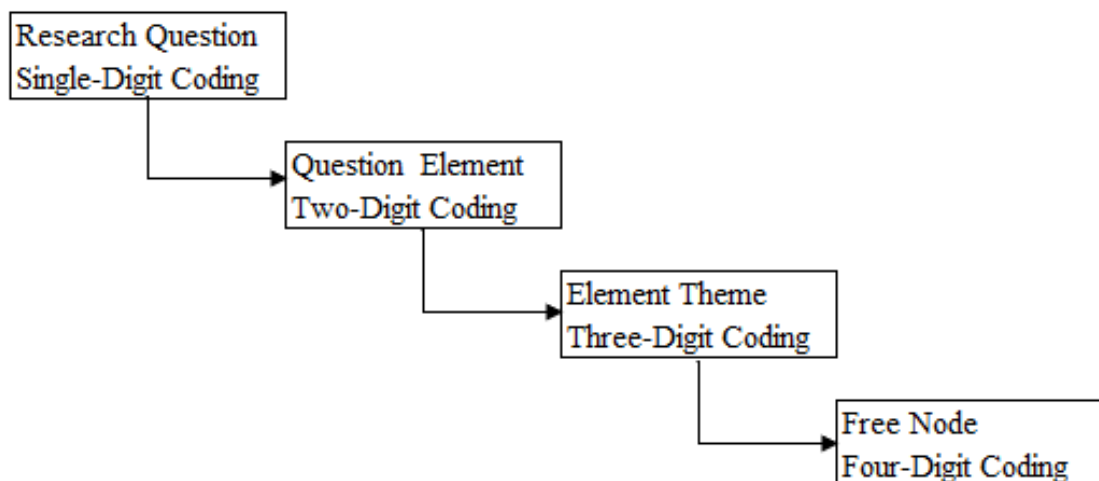 Research Question
Single-Digit Coding
Question Element
Two-Digit Coding
Element Theme
Three-Digit Coding
Free Node
Four-Digit Coding